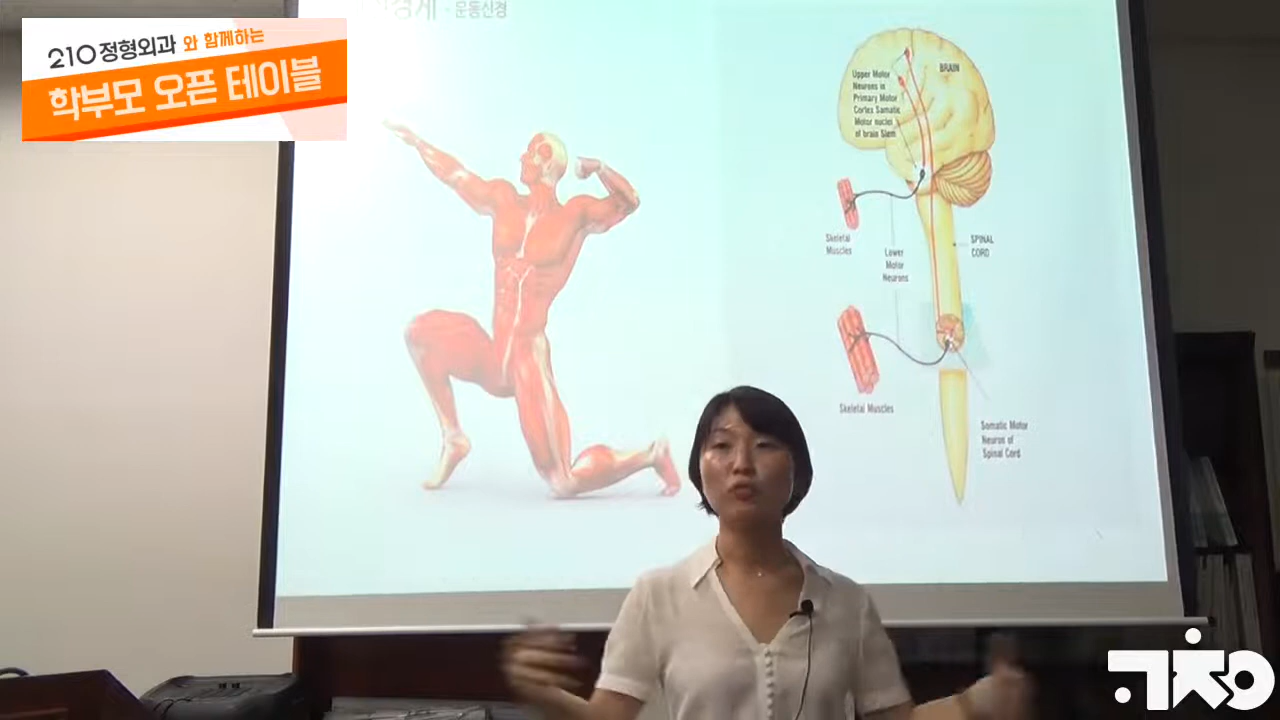 210 정형외과 와 함께하는
학부모 오픈 테이블
- 운동신경
BRAIN
Upper Motor
Neurons in
Primary Motor
Cortex Somatic
Motor nuclei
of brain Stem
Skeletal
Muscles
Lower
Motor
Neurons
SPINAL
CORD
Skeletal Muscles
Somatic Motor
Neuron of
Spinal Cord